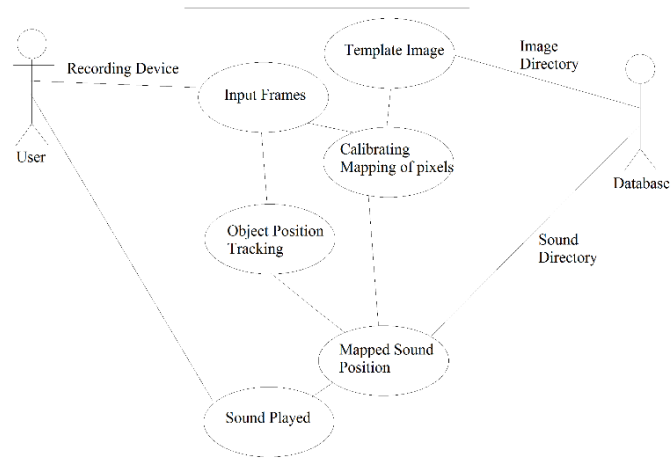 Template Image
Image
Directory
Recording Device
Input Frames
Calibrating
Mapping of pixels
User
Database
Object Position
Tracking
Sound
Directory
Mapped Sound
Position
Sound Played